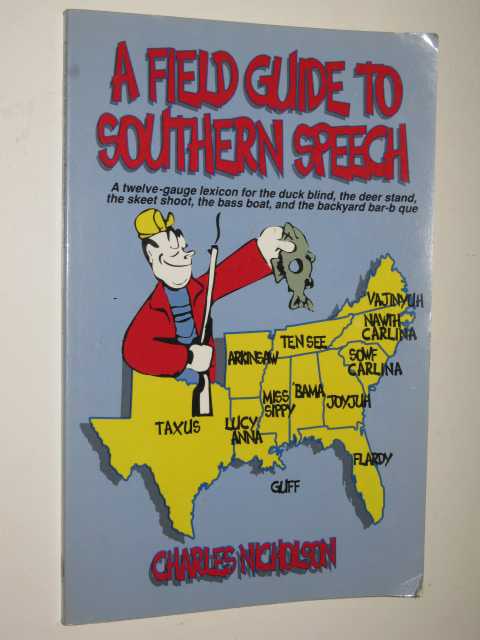 A FIELD GUIDE TO
SOUTHERN SPEECH
A twelve-gauge lexicon for the duck blind, the deer stand,
the skeet shoot, the bass boat, and the backyard bar-b que
VAJINYUH
NAWTH
CARLINA
TEN SEE
ARKINSAW
SOWF
CARLINA
MISS
SIPPY
'BAMA
JOYJUH
TAXUS
LUCY
ANNA
FLARDY
GUFF
CHARLES NICHOLSON